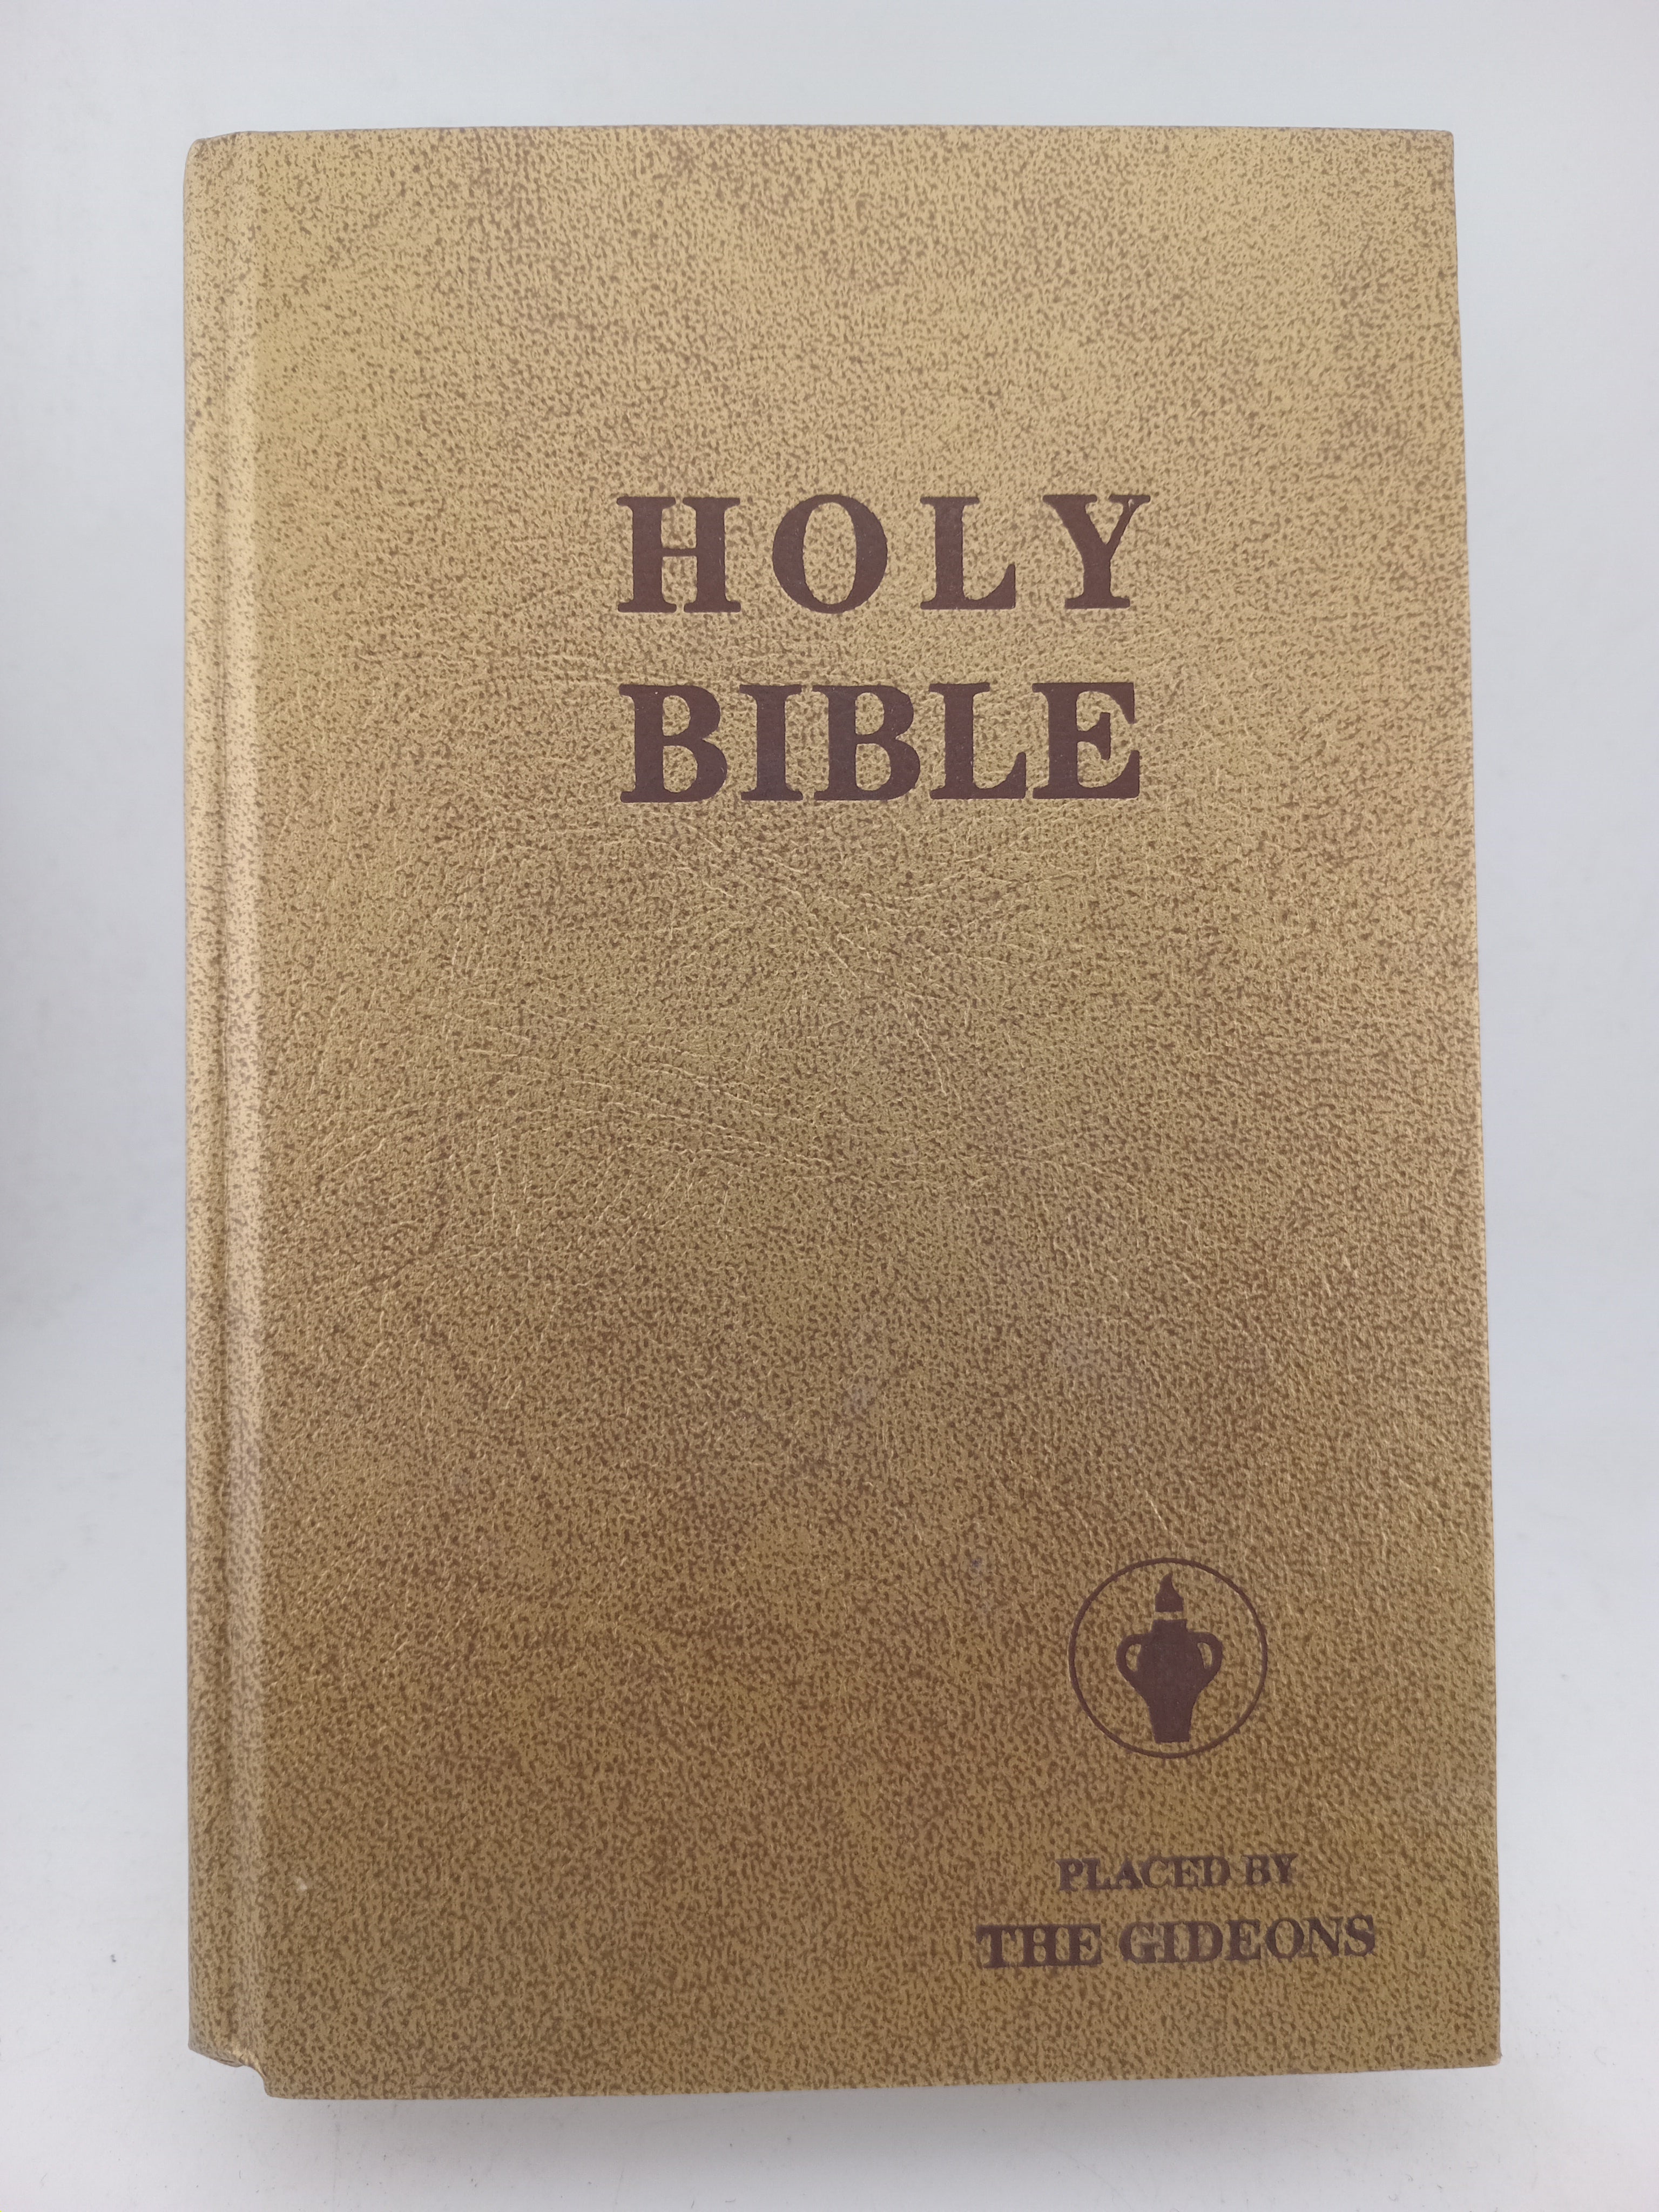 HOLY
BIBLE
PLACED BY
THE GIDEONS